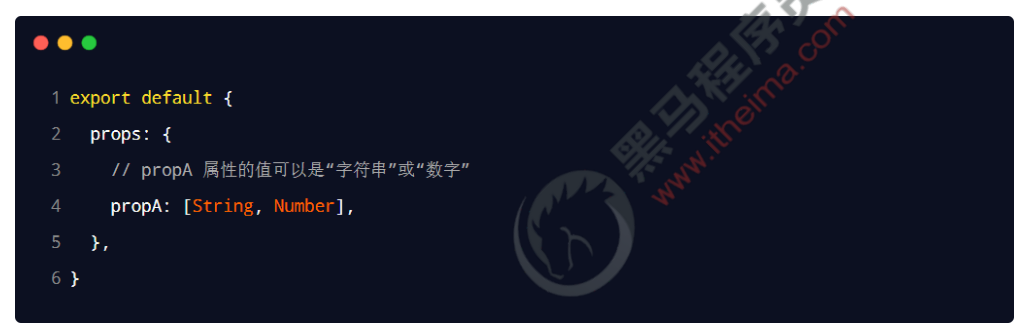 1 export default {
2 props: {
3 // propA 属性的值可以是“字符串”或“数字”
4 propA: [String, Number],
5 },
6 }
黑马程序员
www.itheima.com